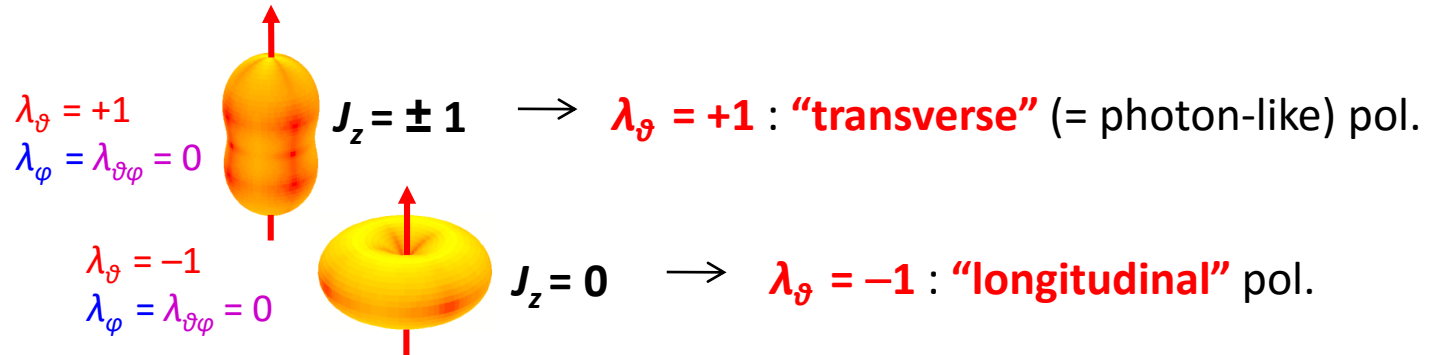 λϑ = +1
λφ = λϑφ = 0
Jz = ± 1 → λϑ = +1 : “transverse” (= photon-like) pol.
λϑ = –1
λφ = λϑφ = 0
Jz = 0 → λϑ = –1 : “longitudinal” pol.